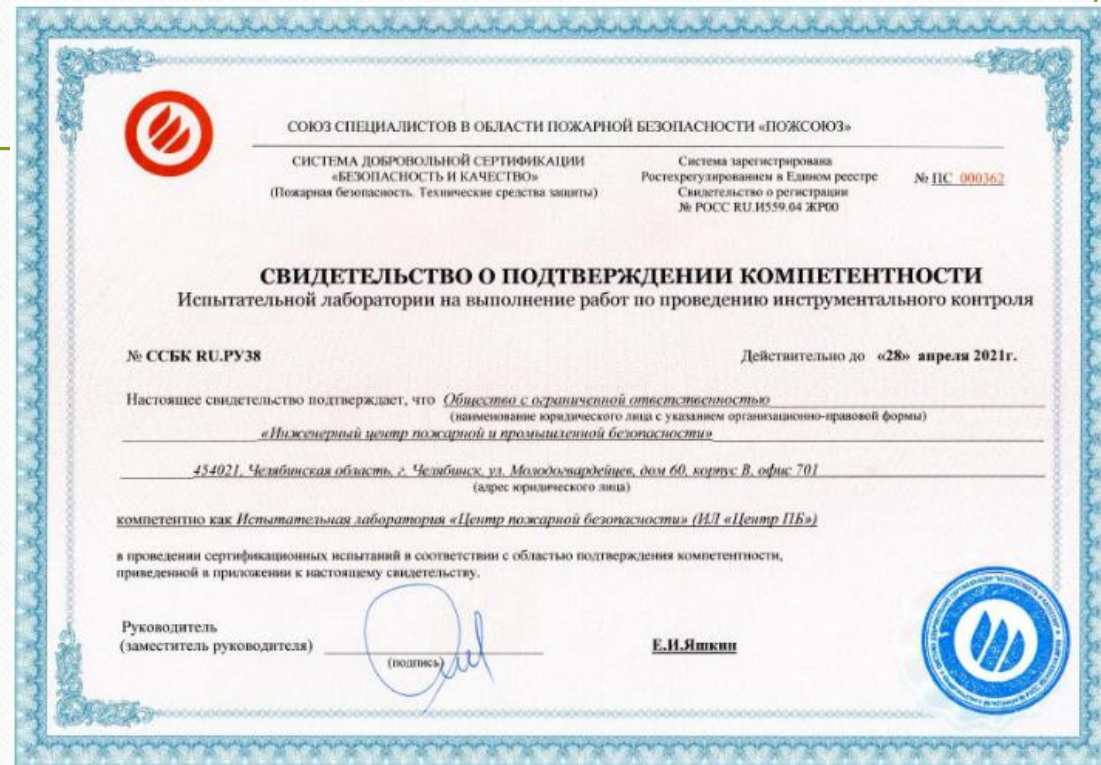 СОЮЗ СПЕЦИАЛИСТОВ В ОБЛАСТИ ПОЖАРНОЙ БЕЗОПАСНОСТИ «ПОЖСОЮЗ»
СИСТЕМА ДОБРОВОЛЬНОЙ СЕРТИФИКАЦИИ
«БЕЗОПАСНОСТЬ И КАЧЕСТВО»
(Пожарная безопасность. Технические средства защиты)
Система зарегистрирована
Ростехрегулированием в Едином реестре
Свидетельство о регистрации
№ РОСС RU.И559.04 ЖР00
№ ПС 000362
СВИДЕТЕЛЬСТВО О ПОДТВЕРЖДЕНИИ КОМПЕТЕНТНОСТИ
Испытательной лаборатории на выполнение работ по проведению инструментального контроля
№ ССБК RU.РУ38 Действительно до «28» апреля 2021г.
Настоящее свидетельство подтверждает, что Общество с ограниченной ответственностью
(наименование юридического лица с указанием организационно-правовой формы)
«Инженерный центр пожарной и промышленной безопасности»
454021, Челябинская область, г. Челябинск, ул. Молодогвардейцев, дом 60, корпус В, офис 701
(адрес юридического лица)
компетентно как Испытательная лаборатория «Центр пожарной безопасности» (ИЛ «Центр ПБ»)
в проведении сертификационных испытаний в соответствии с областью подтверждения компетентности,
приведенной в приложении к настоящему свидетельству.
Руководитель
(заместитель руководителя) Е.И.Яшкин
(подпись)